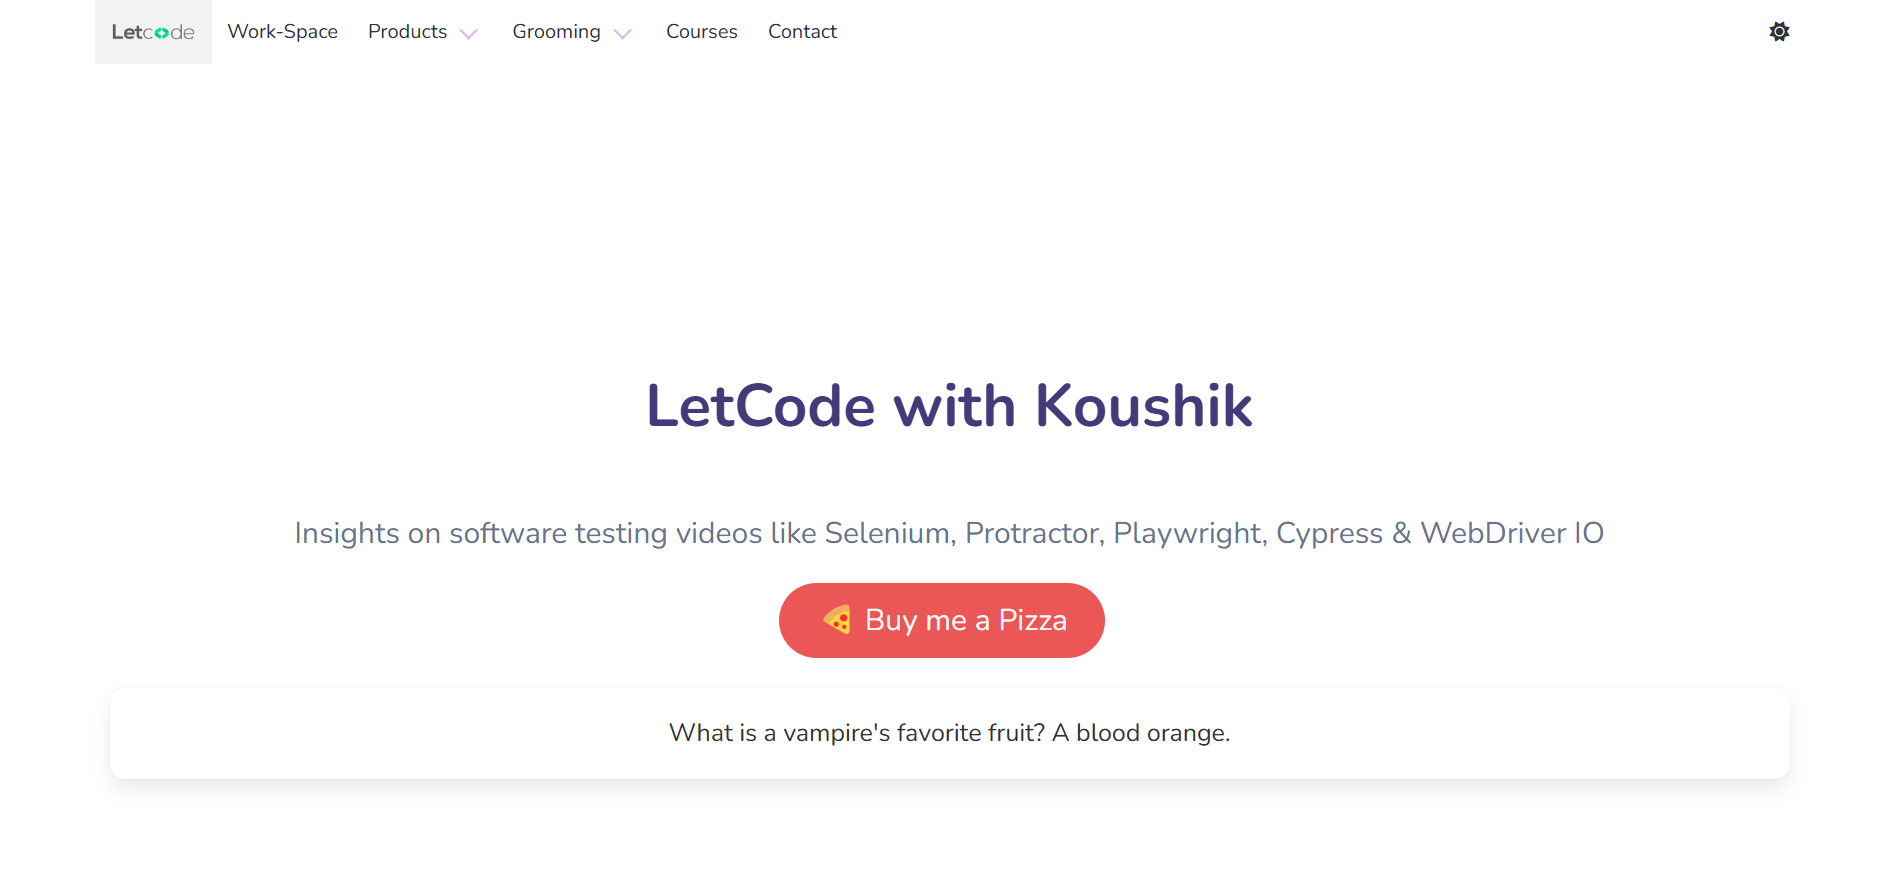 Letcode Work-Space Products Grooming Courses Contact
LetCode with Koushik
Insights on software testing videos like Selenium, Protractor, Playwright, Cypress & WebDriver IO
🍕 Buy me a Pizza
What is a vampire's favorite fruit? A blood orange.